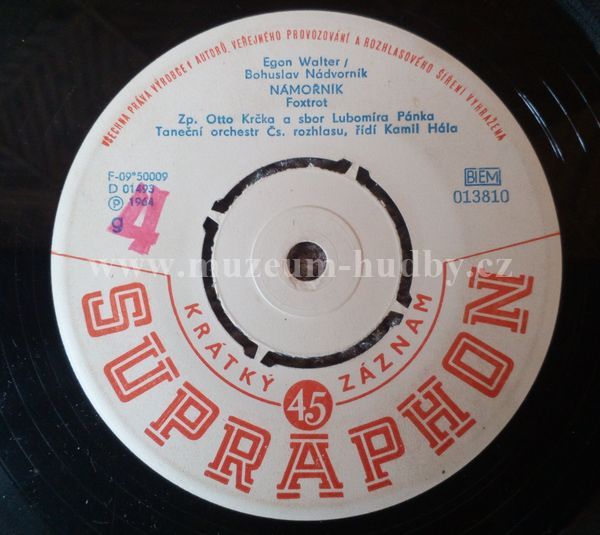 VŠECHNA PRÁVA VÝROBCE I AUTORŮ, VEŘEJNÉHO PROVOZOVÁNÍ A ROZHLASOVÉHO ŠÍŘENÍ VYHRAŽENA
Egon Walter /
Bohuslav Nádvorník
NÁMOŘNÍK
Foxtrot
Zp. Otto Krčka a sbor Lubomíra Pánka
Taneční orchestr Čs. rozhlasu, řídí Kamil Hála
F-09*50009
D 01493
Ⓟ 1964
g
4
BIEM
013810
www.muzeum-hudby.cz
KRÁTKÝ 45 ZÁZNAM
SUPRAPHON